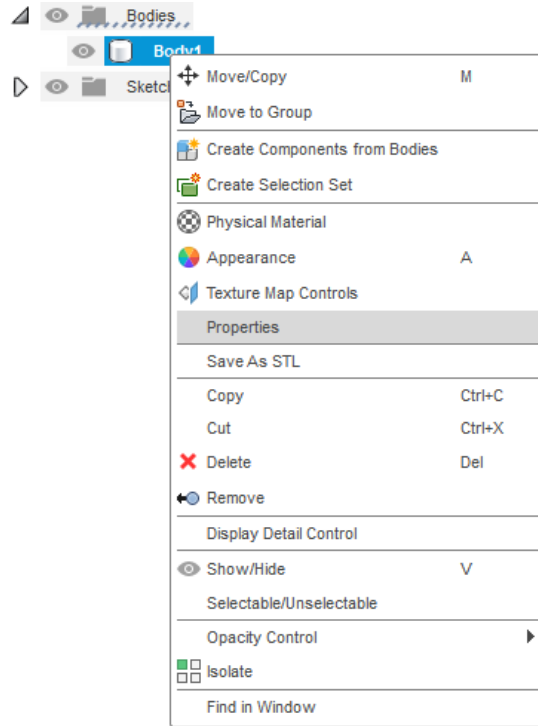 Bodies
Body1
Sketc
Move/Copy M
Move to Group
Create Components from Bodies
Create Selection Set
Physical Material
Appearance A
Texture Map Controls
Properties
Save As STL
Copy Ctrl+C
Cut Ctrl+X
Delete Del
Remove
Display Detail Control
Show/Hide V
Selectable/Unselectable
Opacity Control
Isolate
Find in Window